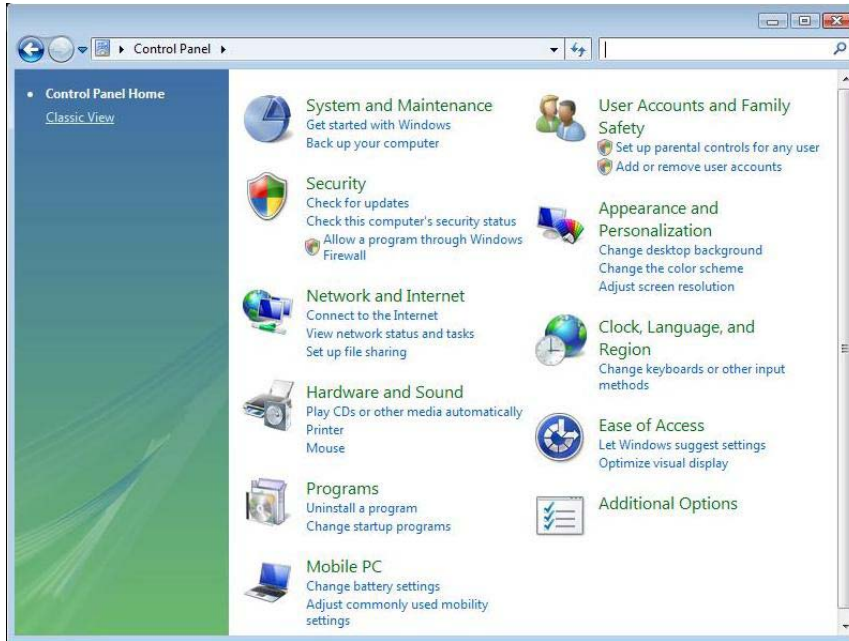 Control Panel
Control Panel Home
Classic View
System and Maintenance
Get started with Windows
Back up your computer
Security
Check for updates
Check this computer's security status
Allow a program through Windows
Firewall
Network and Internet
Connect to the Internet
View network status and tasks
Set up file sharing
Hardware and Sound
Play CDs or other media automatically
Printer
Mouse
Programs
Uninstall a program
Change startup programs
Mobile PC
Change battery settings
Adjust commonly used mobility
settings
User Accounts and Family
Safety
Set up parental controls for any user
Add or remove user accounts
Appearance and
Personalization
Change desktop background
Change the color scheme
Adjust screen resolution
Clock, Language, and
Region
Change keyboards or other input
methods
Ease of Access
Let Windows suggest settings
Optimize visual display
Additional Options